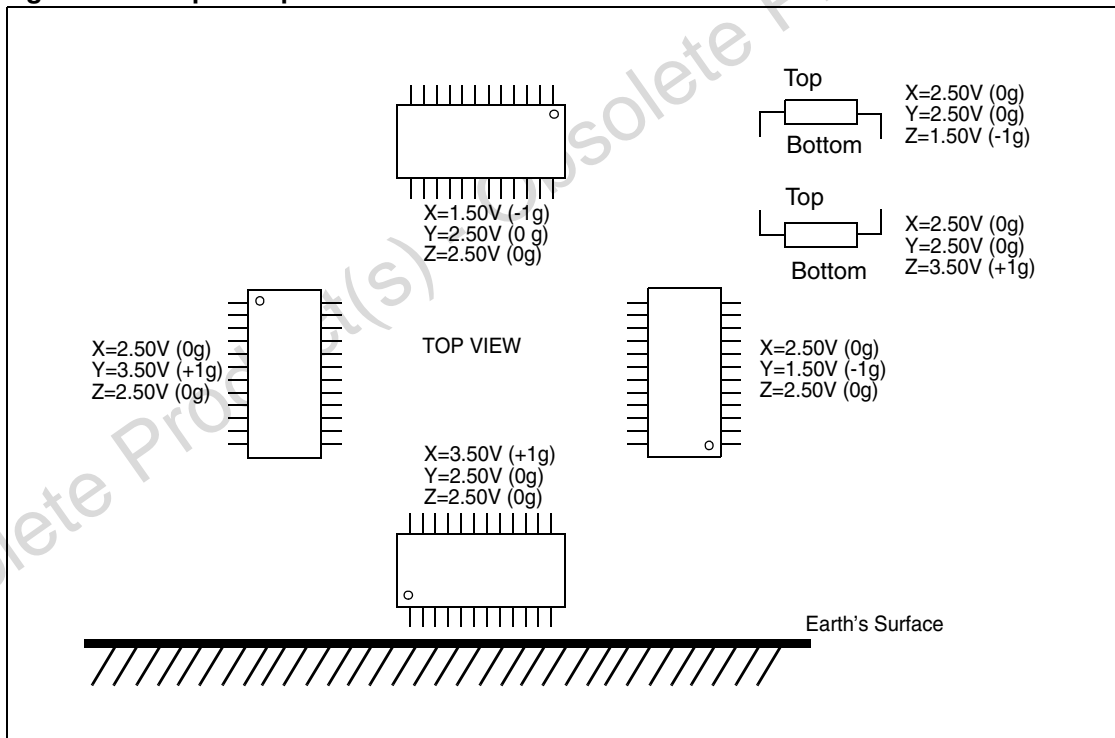 Top
X=2.50V (0g)
Y=2.50V (0g)
Z=1.50V (-1g)
Bottom
X=1.50V (-1g)
Y=2.50V (0 g)
Z=2.50V (0g)
Top
X=2.50V (0g)
Y=2.50V (0g)
Z=3.50V (+1g)
Bottom
X=2.50V (0g)
Y=3.50V (+1g)
Z=2.50V (0g)
TOP VIEW
X=2.50V (0g)
Y=1.50V (-1g)
Z=2.50V (0g)
X=3.50V (+1g)
Y=2.50V (0g)
Z=2.50V (0g)
Earth's Surface
Product(s) - Obsolete